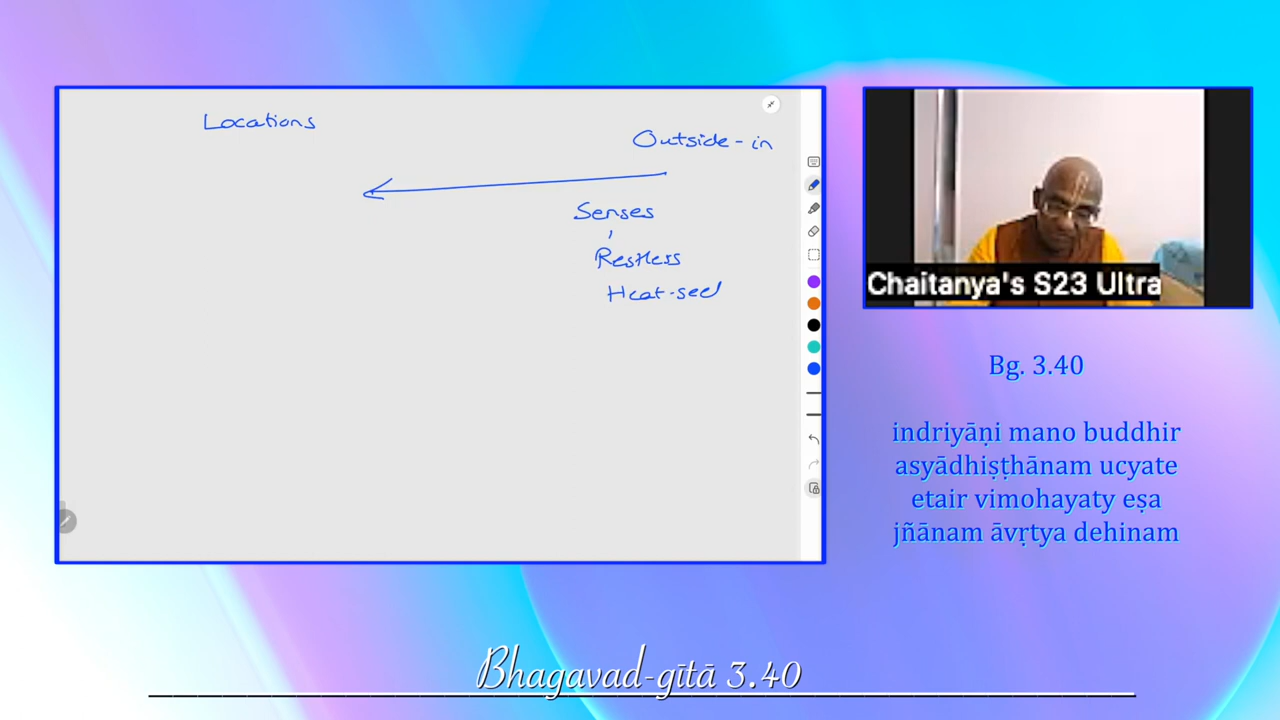 Locations
Outside-in
Senses
Restless
Heat-seel
Chaitanya's S23 Ultra
Bg. 3.40
indriyāṇi mano buddhir
asyādhiṣṭhānam ucyate
etair vimohayaty eṣa
jñānam āvṛtya dehinam
Bhagavad-gītā 3.40